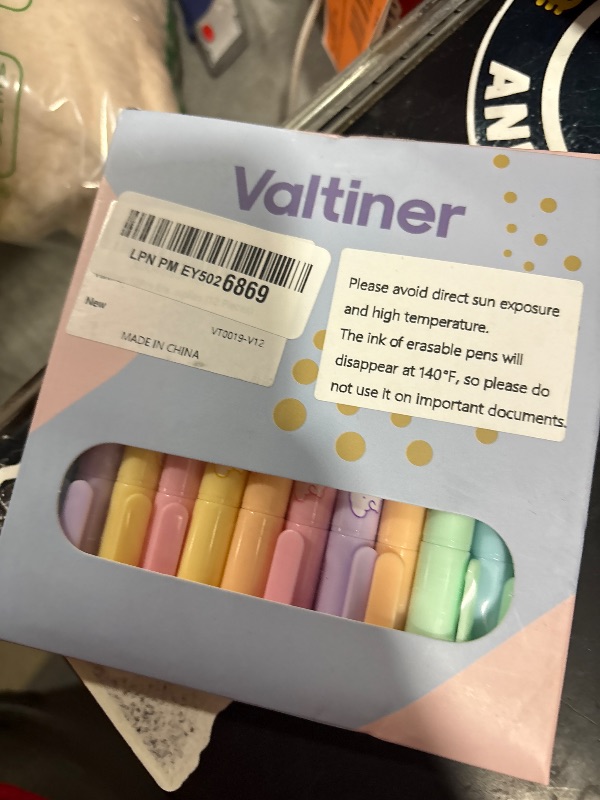 AN
Valtiner
LPN PM EY5026869
New
VT0019-V12
MADE IN CHINA
Please avoid direct sun exposure
and high temperature.
The ink of erasable pens will
disappear at 140°F, so please do
not use it on important documents.